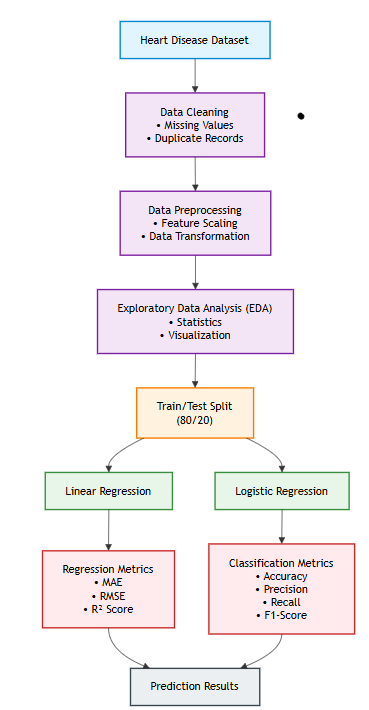 Heart Disease Dataset
Data Cleaning
• Missing Values
• Duplicate Records
Data Preprocessing
• Feature Scaling
• Data Transformation
Exploratory Data Analysis (EDA)
• Statistics
• Visualization
Train/Test Split
(80/20)
Linear Regression
Logistic Regression
Regression Metrics
• MAE
• RMSE
• R² Score
Classification Metrics
• Accuracy
• Precision
• Recall
• F1-Score
Prediction Results